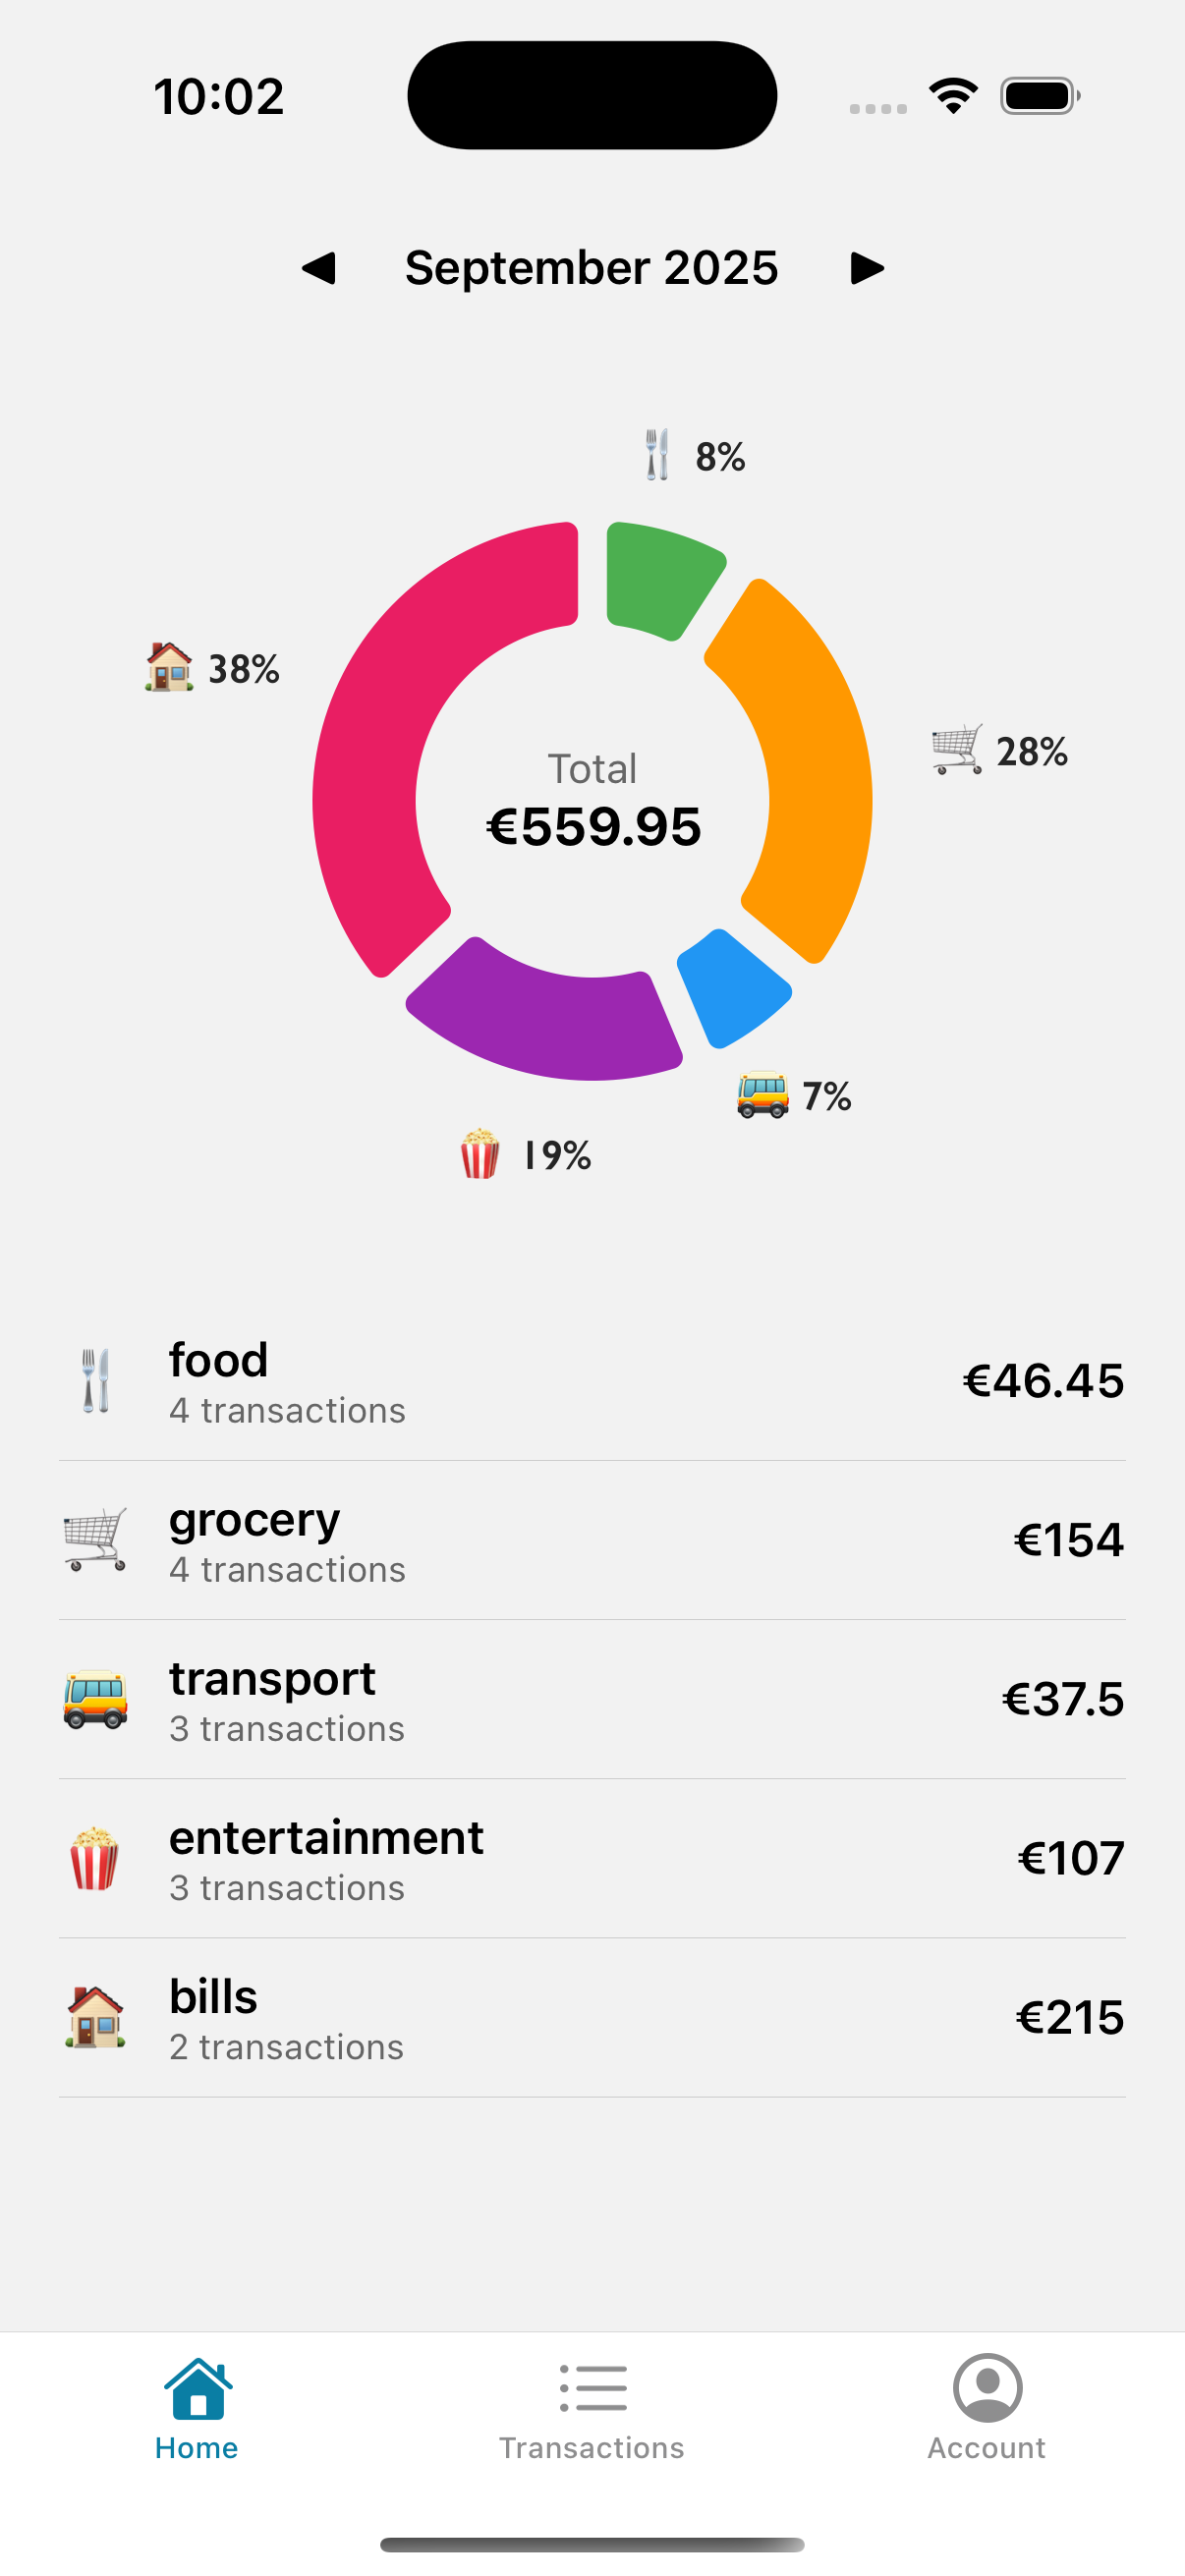 10:02
September 2025
8%
38%
28%
Total
€559.95
7%
19%
food
4 transactions
€46.45
grocery
4 transactions
€154
transport
3 transactions
€37.5
entertainment
3 transactions
€107
bills
2 transactions
€215
Home
Transactions
Account